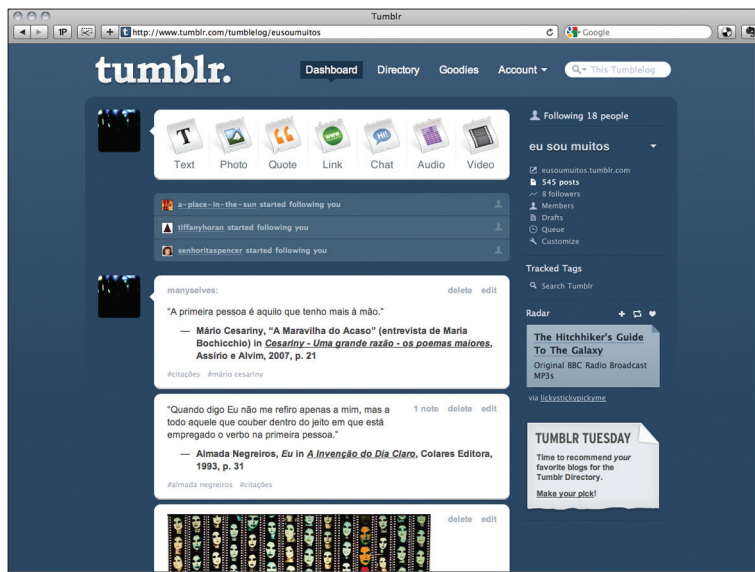 Tumblr
1P
http://www.tumblr.com/tumblelog/eusoumuitos
Google
tumblr.
Dashboard Directory Goodies Account This Tumblelog
T WWW Hi!
Text Photo Quote Link Chat Audio Video
a-place-in-the-sun started following you
tiffanyhoran started following you
senhoritaspencer started following you
manyselves: delete edit
"A primeira pessoa é aquilo que tenho mais à mão."
— Mário Cesariny, “A Maravilha do Acaso” (entrevista de Maria
Bochicchio) in Cesariny - Uma grande razão - os poemas maiores,
Assírio e Alvim, 2007, p. 21
#citações #mário cesariny
"Quando digo Eu não me refiro apenas a mim, mas a
todo aquele que couber dentro do jeito em que está
empregado o verbo na primeira pessoa."
1 note delete edit
— Almada Negreiros, Eu in A Invenção do Dia Claro, Colares Editora,
1993, p. 31
#almada negreiros #citações
delete edit
Following 18 people
eu sou muitos
eusoumuitos.tumblr.com
545 posts
8 followers
Members
Drafts
Queue
Customize
Tracked Tags
Search Tumblr
Radar
The Hitchhiker's Guide
To The Galaxy
Original BBC Radio Broadcast
MP3s
via lickystickypickyme
TUMBLR TUESDAY
Time to recommend your
favorite blogs for the
Tumblr Directory.
Make your pick!